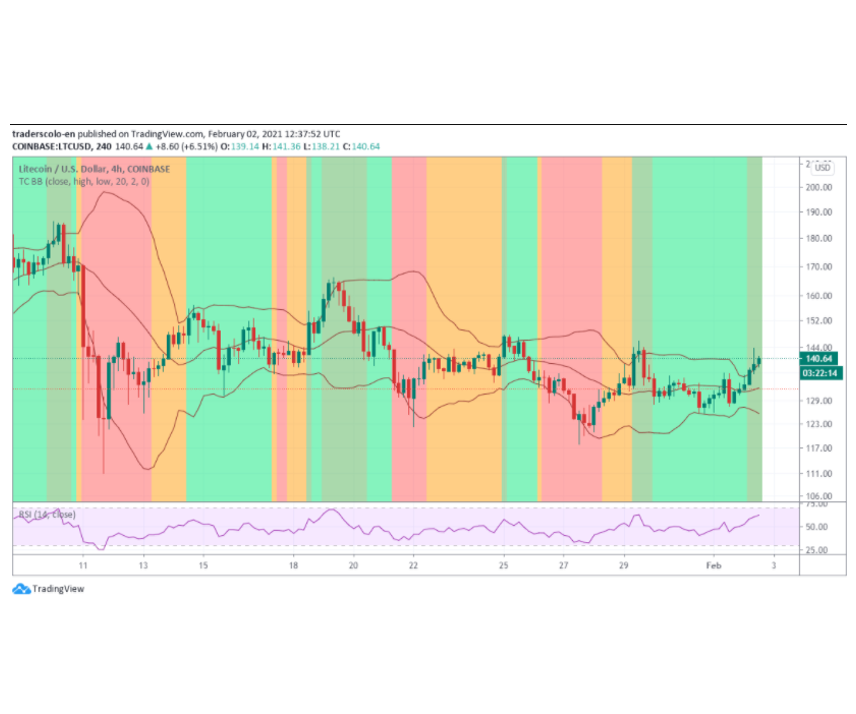 traderscolo-en published on TradingView.com, February 02, 2021 12:37:52 UTC
COINBASE:LTCUSD, 240 140.64 ▲ +8.60 (+6.51%) O:139.14 H:141.36 L:138.21 C:140.64
Litecoin / U.S. Dollar, 4h, COINBASE
TC BB (close, high, low, 20, 2, 0)
USD
200.00
190.00
180.00
170.00
160.00
152.00
144.00
140.64
03:22:14
129.00
123.00
117.00
111.00
106.00
RSI (14, close)
75.00
50.00
25.00
11 13 15 18 20 22 25 27 29 Feb 3
TradingView